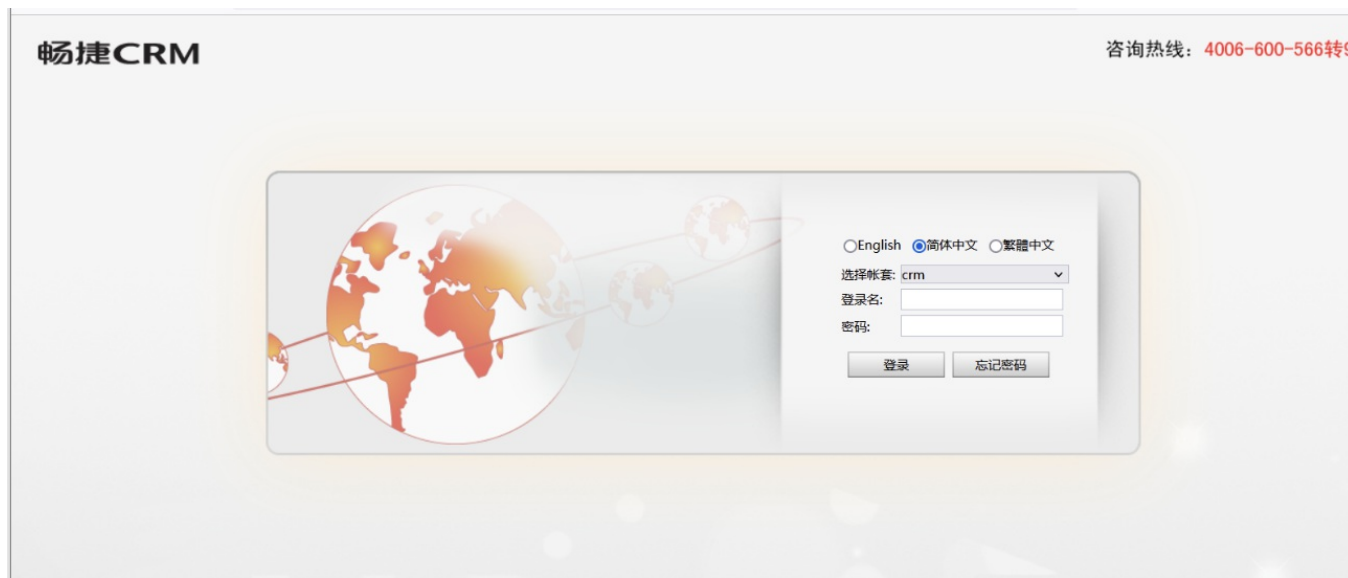 畅捷CRM
咨询热线：4006-600-566转9
English 简体中文 繁體中文
选择帐套: crm
登录名:
密码:
登录 忘记密码